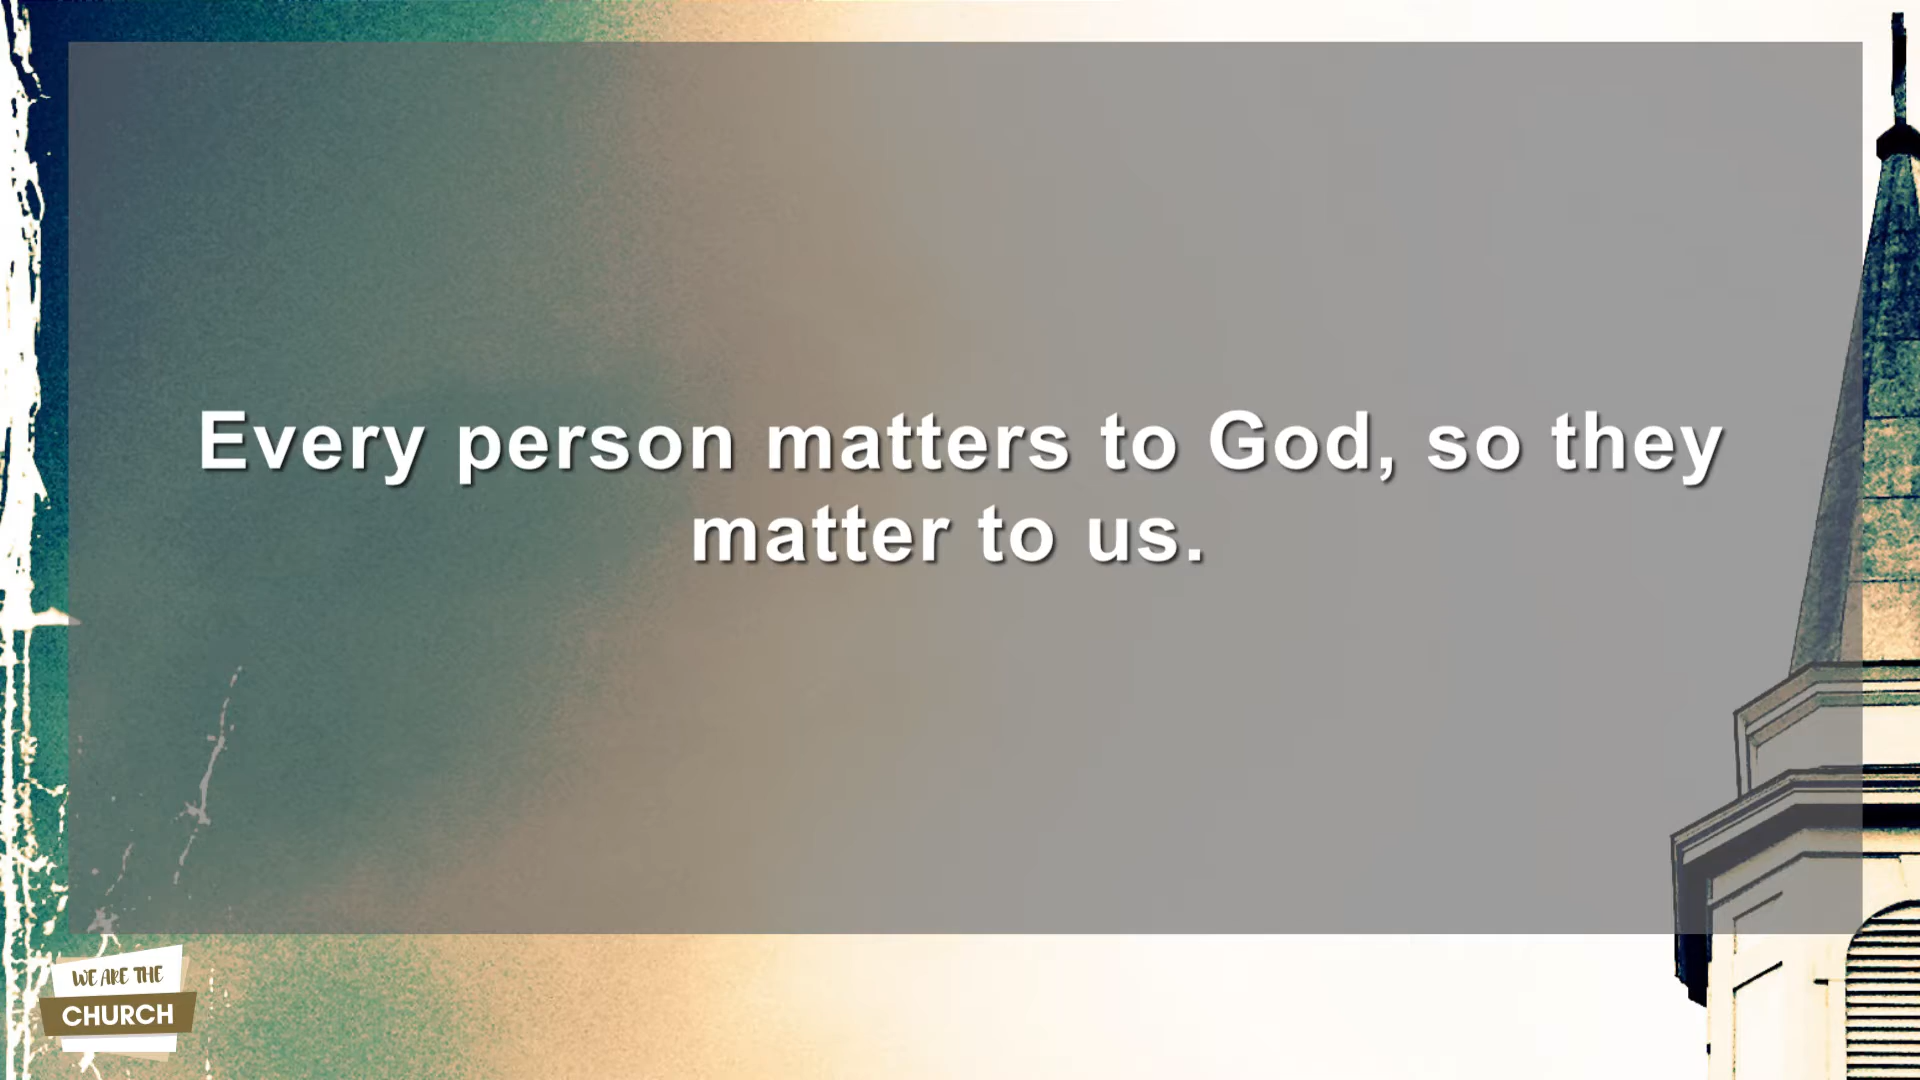 Every person matters to God, so they
matter to us.
WE ARE THE
CHURCH